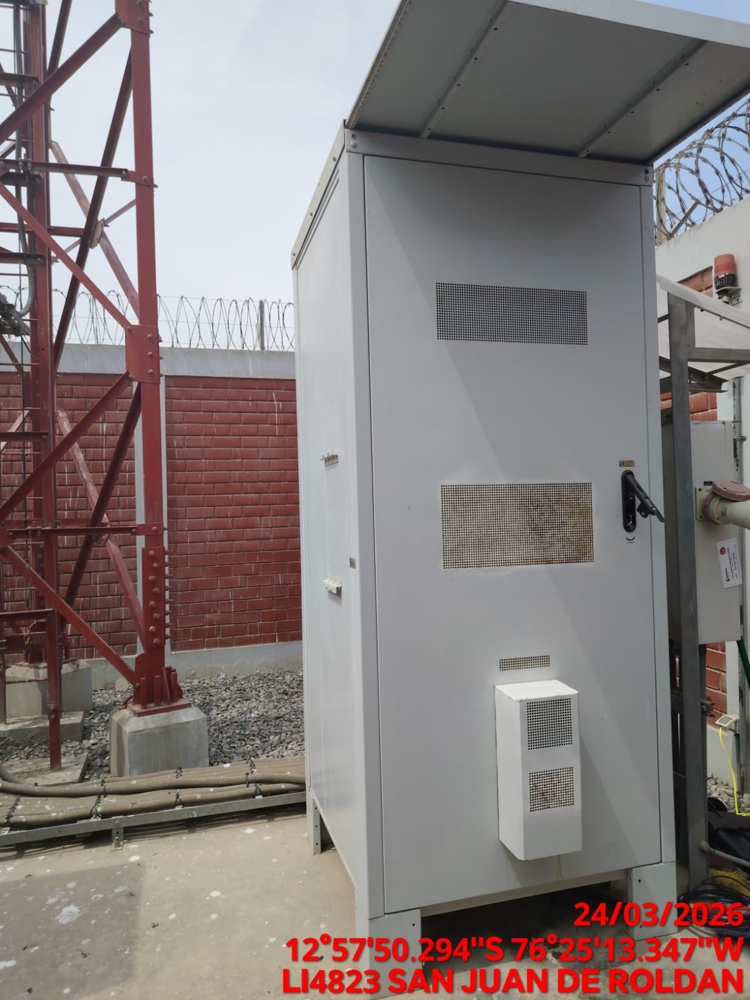 24/03/2026
12°57'50.294"S 76°25'13.347"W
LI4823 SAN JUAN DE ROLDAN